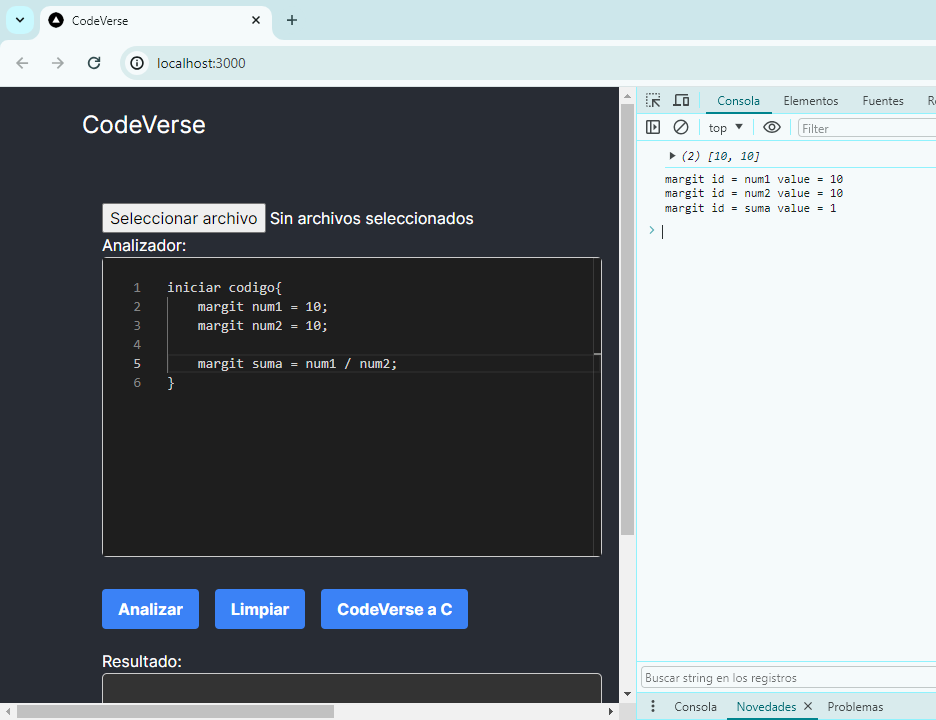 CodeVerse
localhost:3000
CodeVerse
Seleccionar archivo Sin archivos seleccionados
Analizador:
1 iniciar codigo{
2 margit num1 = 10;
3 margit num2 = 10;
4
5 margit suma = num1 / num2;
6 }
Analizar Limpiar CodeVerse a C
Resultado:
Consola Elementos Fuentes
top Filter
(2) [10, 10]
margit id = num1 value = 10
margit id = num2 value = 10
margit id = suma value = 1
Buscar string en los registros
Consola Novedades Problemas